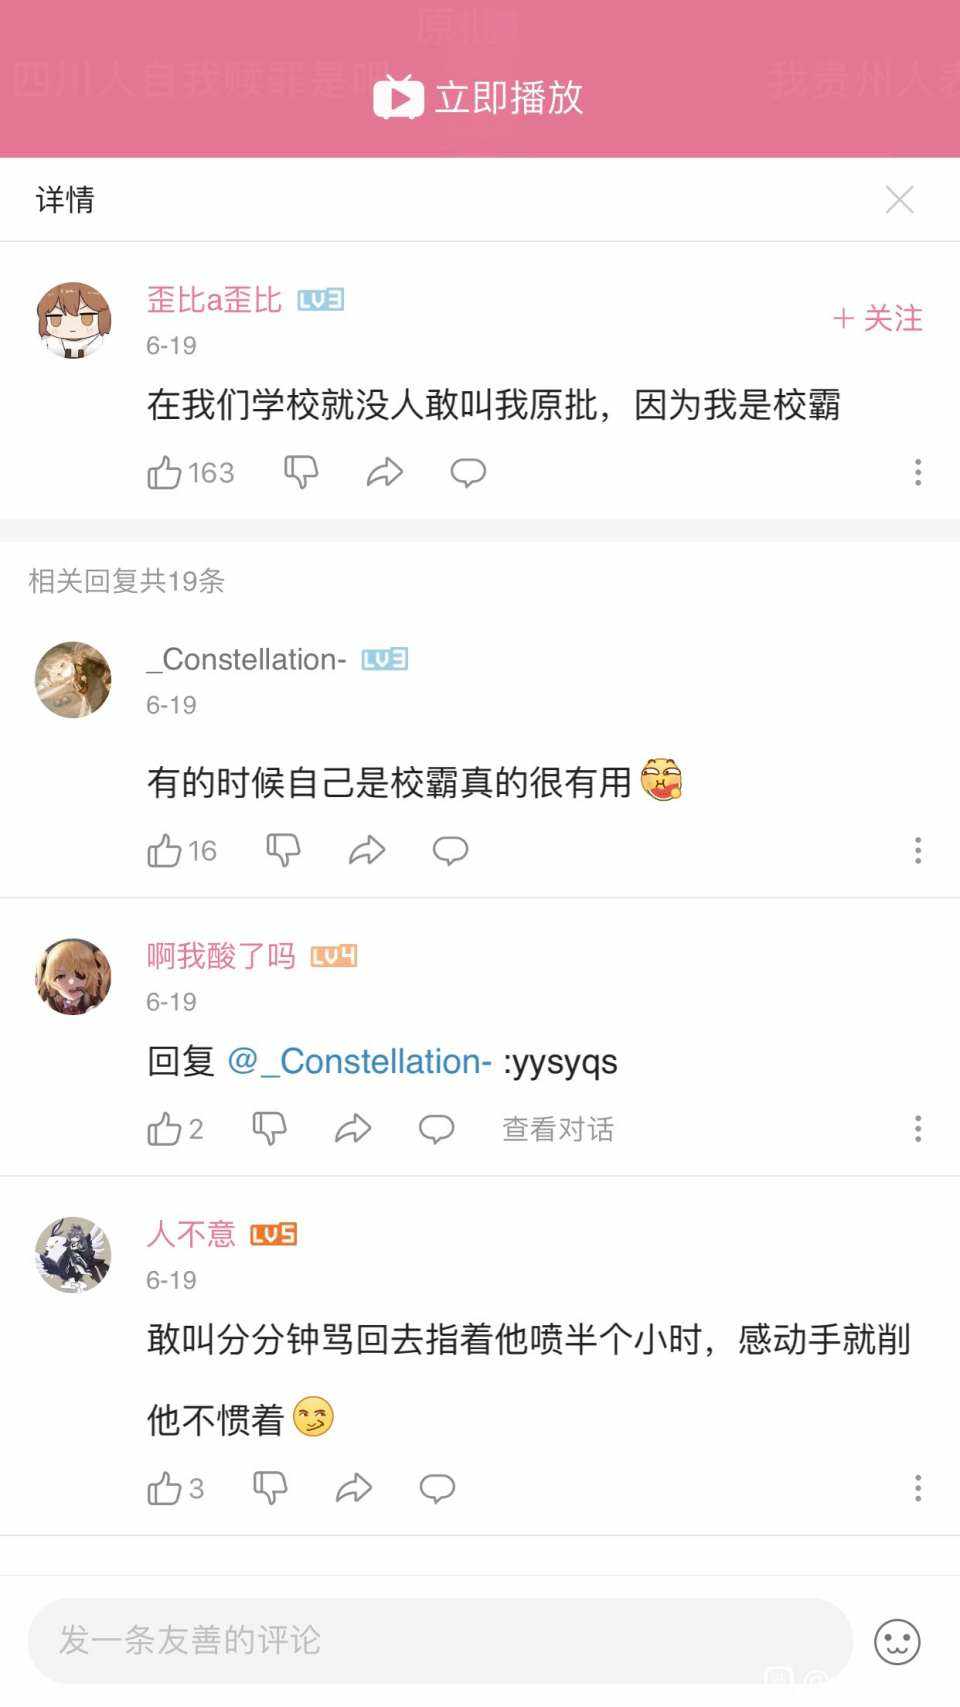 原批
四川人自我赎罪是吧
我贵州人表
立即播放
详情
歪比a歪比 LV3
+ 关注
6-19
在我们学校就没人敢叫我原批，因为我是校霸
163
相关回复共19条
_Constellation- LV3
6-19
有的时候自己是校霸真的很有用
16
啊我酸了吗 LV4
6-19
回复 @_Constellation- :yysyqs
2 查看对话
人不意 LV5
6-19
敢叫分分钟骂回去指着他喷半个小时，感动手就削
他不惯着
3
发一条友善的评论